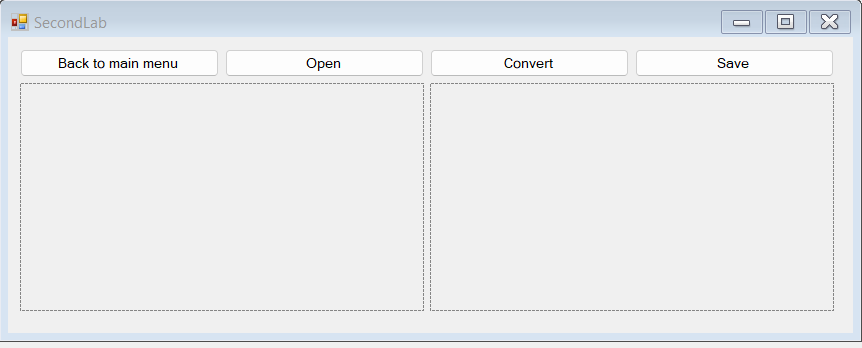 SecondLab
Back to main menu
Open
Convert
Save